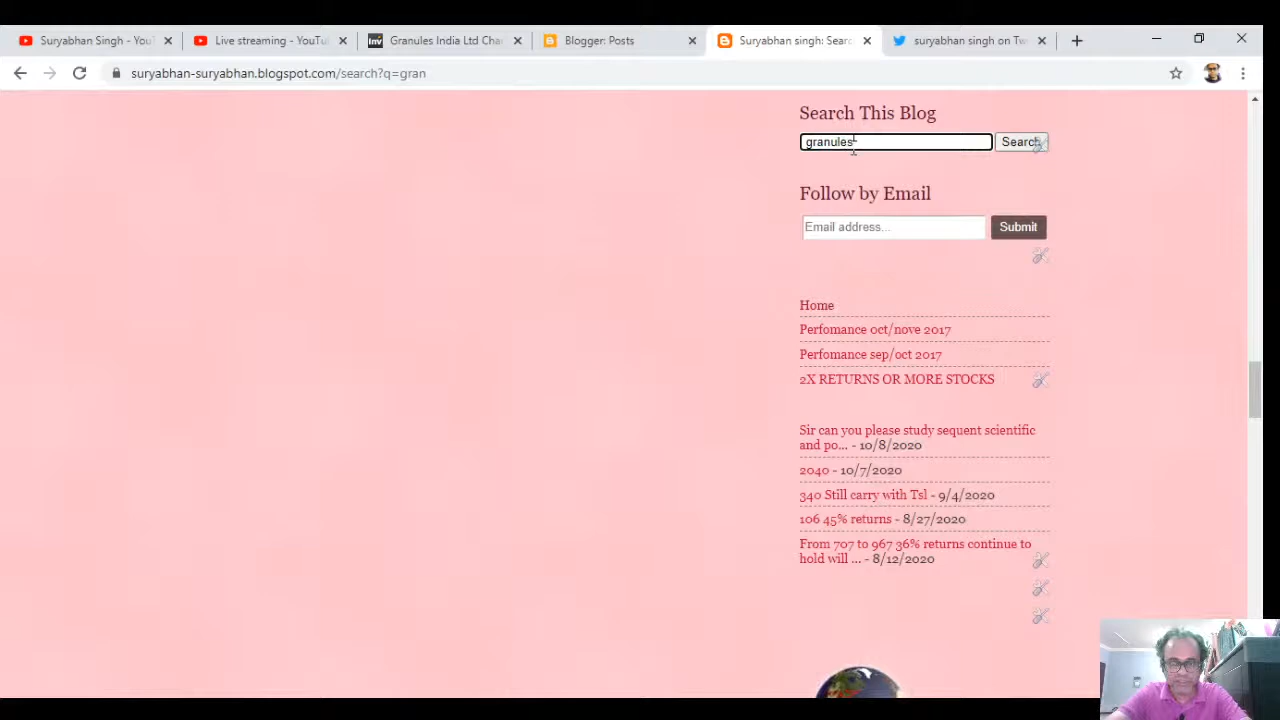 Suryabhan Singh - YouT
Live streaming - YouTu
Granules India Ltd Cha
Blogger: Posts
Suryabhan singh: Searc
suryabhan singh on Tw
suryabhan-suryabhan.blogspot.com/search?q=gran
Search This Blog
granules
Search
Follow by Email
Email address...
Submit
Home
Perfomance oct/nove 2017
Perfomance sep/oct 2017
2X RETURNS OR MORE STOCKS
Sir can you please study sequent scientific
and po... - 10/8/2020
2040 - 10/7/2020
340 Still carry with Tsl - 9/4/2020
106 45% returns - 8/27/2020
From 707 to 967 36% returns continue to
hold will ... - 8/12/2020